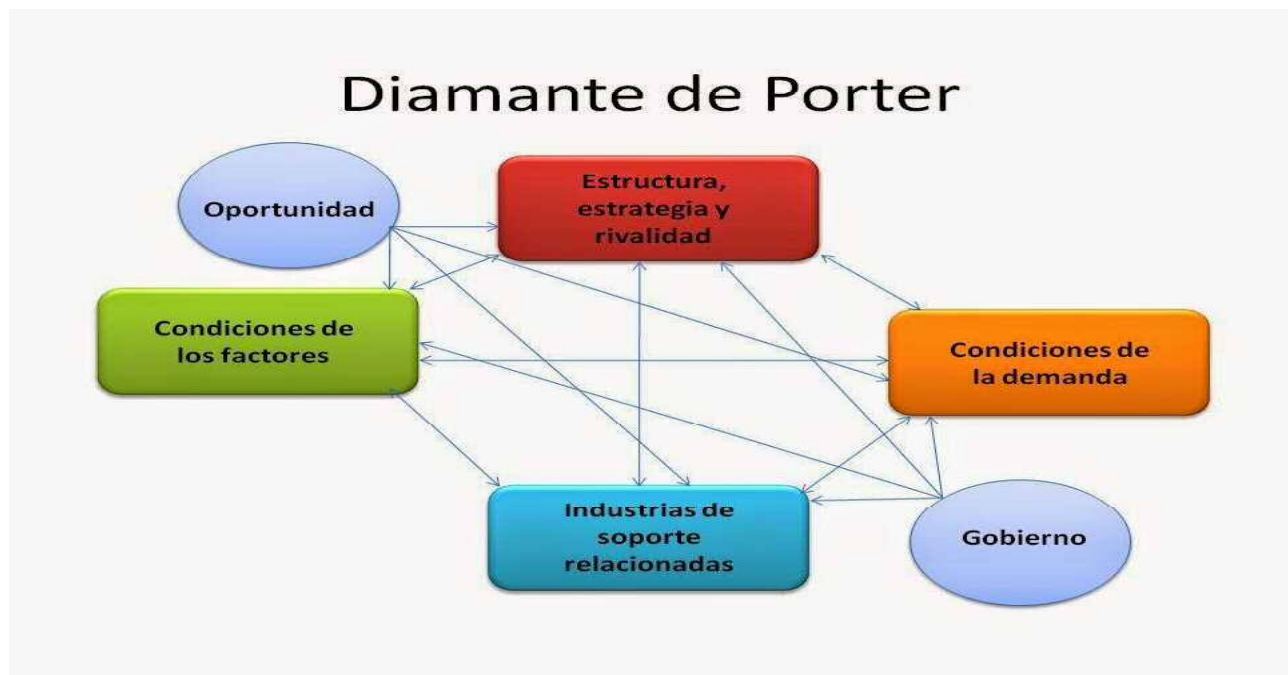 Diamante de Porter
Oportunidad
Estructura,
estrategia y
rivalidad
Condiciones de
los factores
Condiciones de
la demanda
Industrias de
soporte
relacionadas
Gobierno